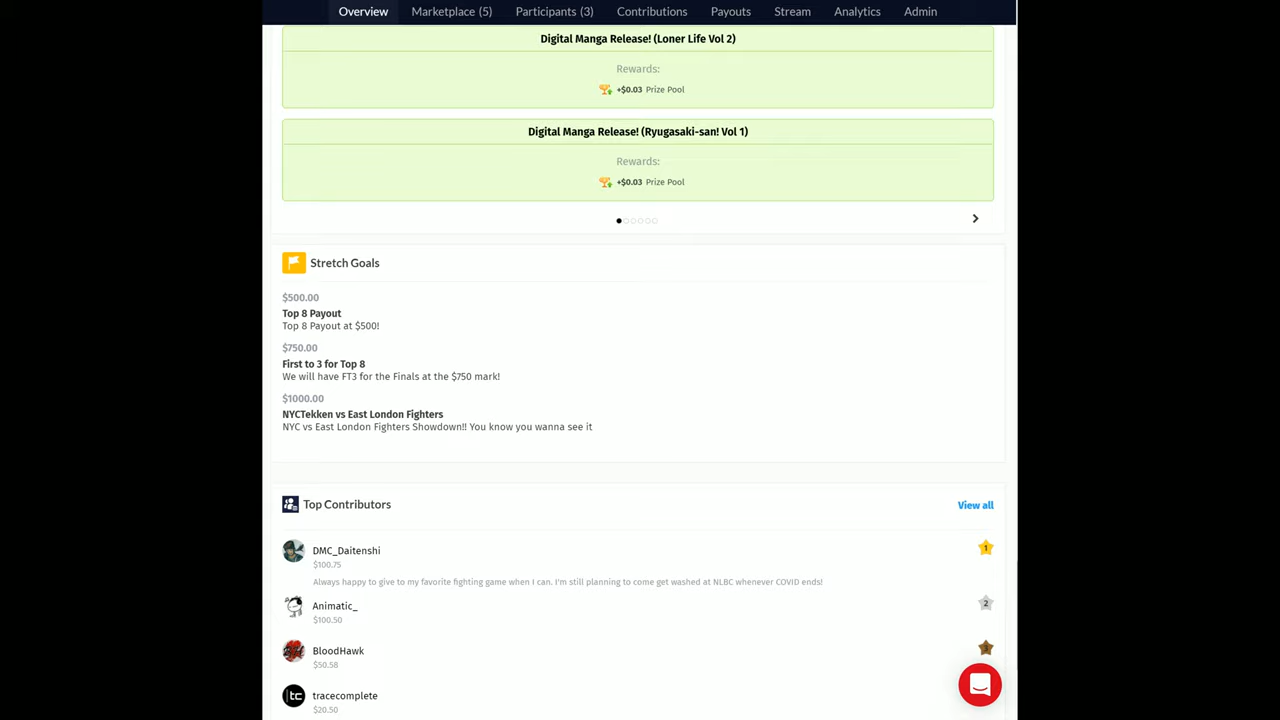 Overview Marketplace (5) Participants (3) Contributions Payouts Stream Analytics Admin
Digital Manga Release! (Loner Life Vol 2)
Rewards:
+$0.03 Prize Pool
Digital Manga Release! (Ryugasaki-san! Vol 1)
Rewards:
+$0.03 Prize Pool
Stretch Goals
$500.00
Top 8 Payout
Top 8 Payout at $500!
$750.00
First to 3 for Top 8
We will have FT3 for the Finals at the $750 mark!
$1000.00
NYCTekken vs East London Fighters
NYC vs East London Fighters Showdown!! You know you wanna see it
Top Contributors View all
DMC_Daitenshi 1
$100.75
Always happy to give to my favorite fighting game when I can. I'm still planning to come get washed at NLBC whenever COVID ends!
Animatic_ 2
$100.50
BloodHawk 3
$50.58
tc tracecomplete
$20.50